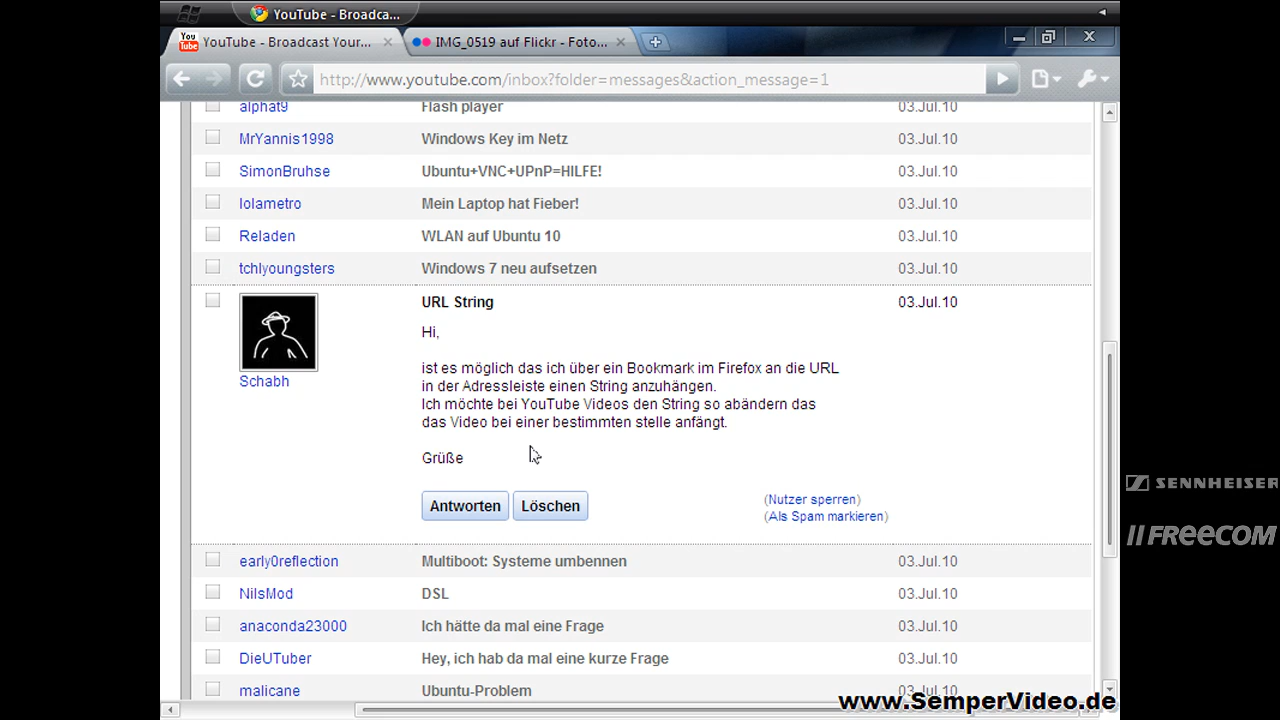 YouTube - Broadca...
YouTube - Broadcast Your...
IMG_0519 auf Flickr - Foto...
http://www.youtube.com/inbox?folder=messages&action_message=1
alphat9 Flash player 03.Jul.10
MrYannis1998 Windows Key im Netz 03.Jul.10
SimonBruhse Ubuntu+VNC+UPnP=HILFE! 03.Jul.10
lolametro Mein Laptop hat Fieber! 03.Jul.10
Reladen WLAN auf Ubuntu 10 03.Jul.10
tchlyoungsters Windows 7 neu aufsetzen 03.Jul.10
URL String 03.Jul.10
Hi,
Schabh
ist es möglich das ich über ein Bookmark im Firefox an die URL
in der Adressleiste einen String anzuhängen.
Ich möchte bei YouTube Videos den String so abändern das
das Video bei einer bestimmten stelle anfängt.
Grüße
Antworten Löschen
(Nutzer sperren)
(Als Spam markieren)
early0reflection Multiboot: Systeme umbennen 03.Jul.10
NilsMod DSL 03.Jul.10
anaconda23000 Ich hätte da mal eine Frage 03.Jul.10
DieUTuber Hey, ich hab da mal eine kurze Frage 03.Jul.10
malicane Ubuntu-Problem 03.Jul.10
www.SemperVideo.de
SENNHEISER
FREECOM